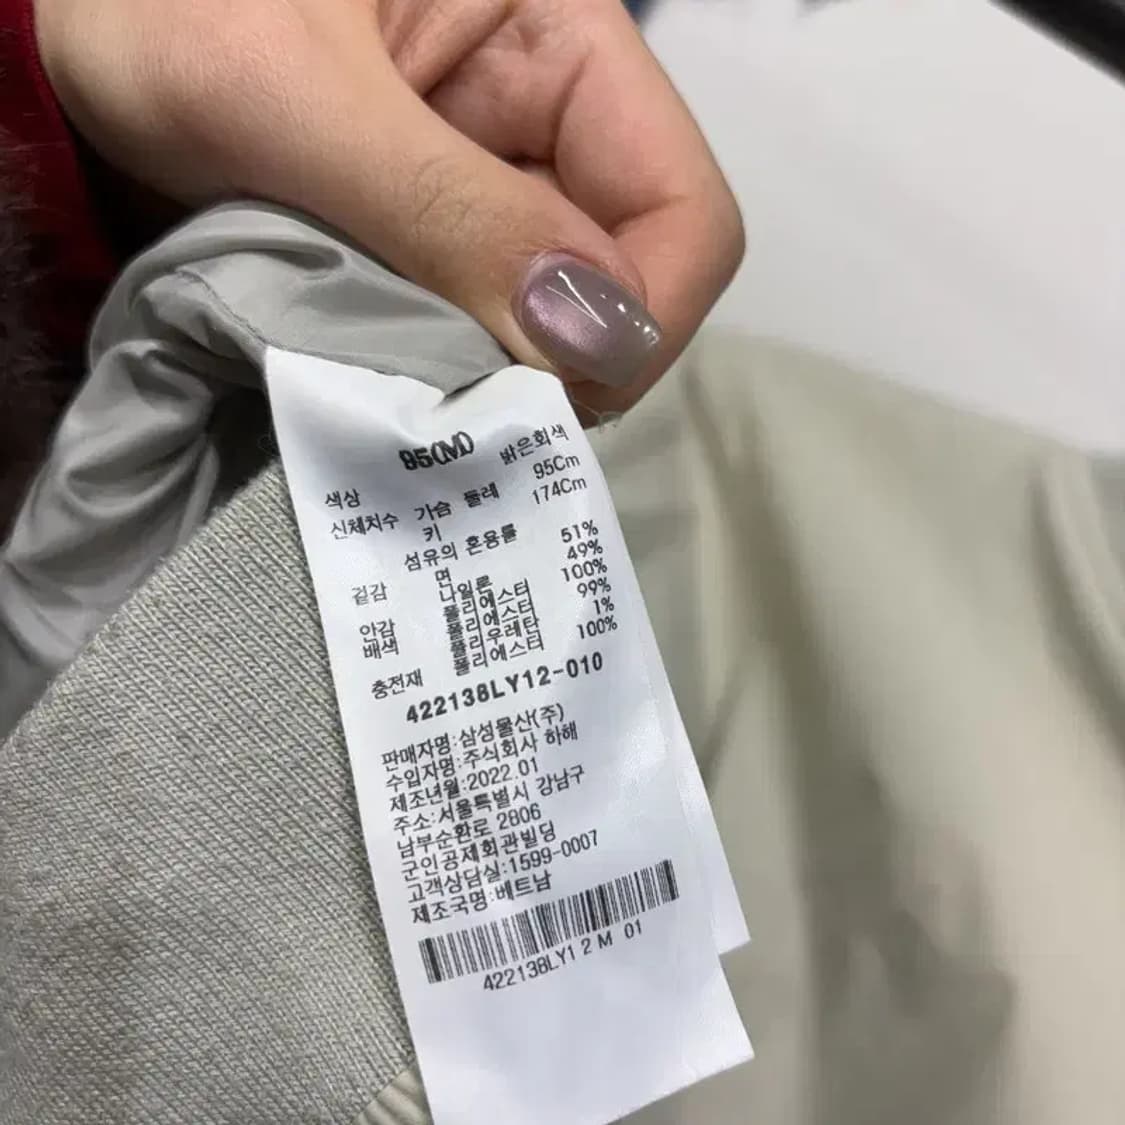 95(M)
색상 밝은회색
신체치수 가슴 둘레 95Cm
키 174Cm
섬유의 혼용률
겉감 면 51%
나일론 49%
안감 폴리에스터 100%
배색 폴리에스터 99%
폴리우레탄 1%
충전재 폴리에스터 100%
422138LY12-010
판매자명:삼성물산(주)
수입자명:주식회사 하해
제조년월:2022.01
주소:서울특별시 강남구
남부순환로 2806
군인공제회관빌딩
고객상담실:1599-0007
제조국명:베트남
422138LY1 2 M 01